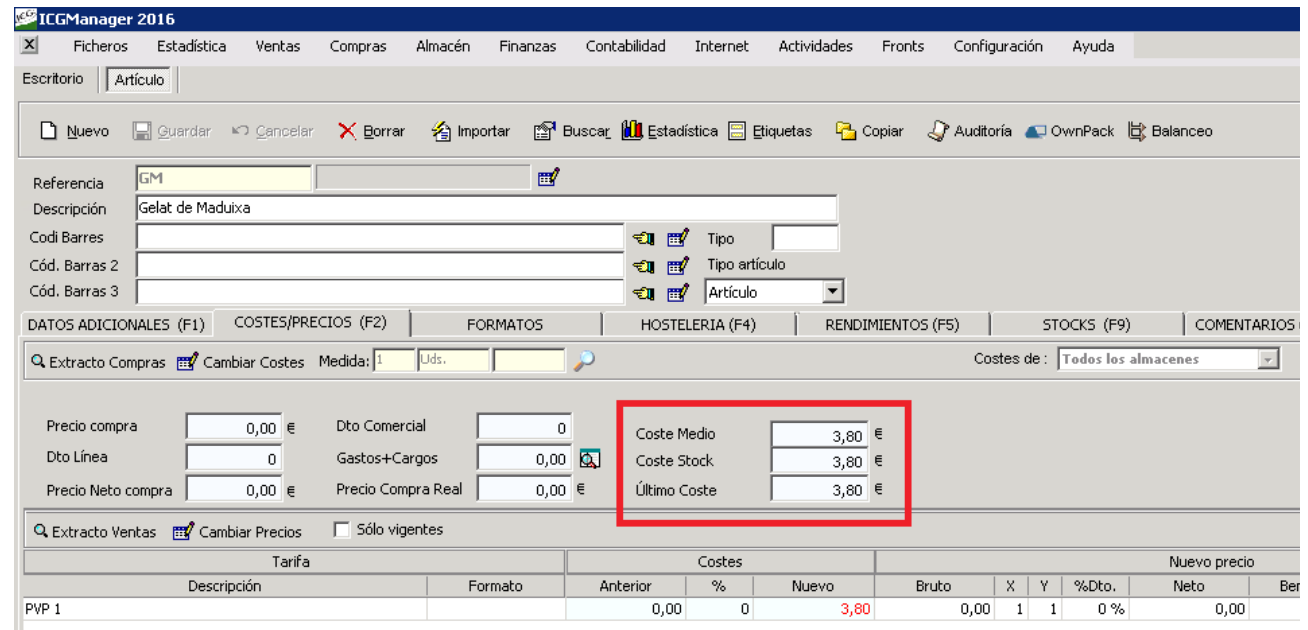 ICGManager 2016
X Ficheros Estadística Ventas Compras Almacén Finanzas Contabilidad Internet Actividades Fronts Configuración Ayuda
Escritorio Artículo
Nuevo Guardar Cancelar Borrar Importar Buscar Estadística Etiquetas Copiar Auditoría OwnPack Balanceo
Referencia GM
Descripción Gelat de Maduixa
Codi Barres Tipo
Cód. Barras 2 Tipo artículo
Cód. Barras 3 Artículo
DATOS ADICIONALES (F1) COSTES/PRECIOS (F2) FORMATOS HOSTELERIA (F4) RENDIMIENTOS (F5) STOCKS (F9) COMENTARIOS (
Extracto Compras Cambiar Costes Medida: 1 Uds. Costes de : Todos los almacenes
Precio compra 0,00 € Dto Comercial 0 Coste Medio 3,80 €
Dto Línea 0 Gastos+Cargos 0,00 Coste Stock 3,80 €
Precio Neto compra 0,00 € Precio Compra Real 0,00 € Último Coste 3,80 €
Extracto Ventas Cambiar Precios Sólo vigentes
Tarifa Costes Nuevo precio
Descripción Formato Anterior % Nuevo Bruto X Y %Dto. Neto Ber
PVP 1 0,00 0 3,80 0,00 1 1 0 % 0,00